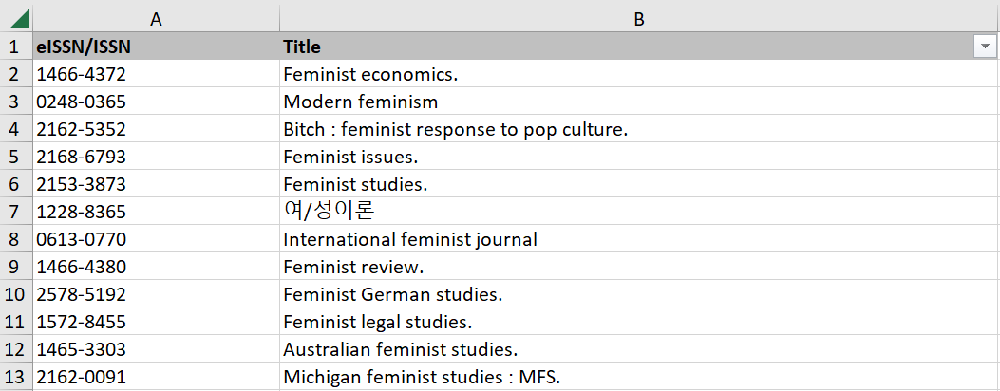 A B
1 eISSN/ISSN Title
2 1466-4372 Feminist economics.
3 0248-0365 Modern feminism
4 2162-5352 Bitch : feminist response to pop culture.
5 2168-6793 Feminist issues.
6 2153-3873 Feminist studies.
7 1228-8365 여/성이론
8 0613-0770 International feminist journal
9 1466-4380 Feminist review.
10 2578-5192 Feminist German studies.
11 1572-8455 Feminist legal studies.
12 1465-3303 Australian feminist studies.
13 2162-0091 Michigan feminist studies : MFS.